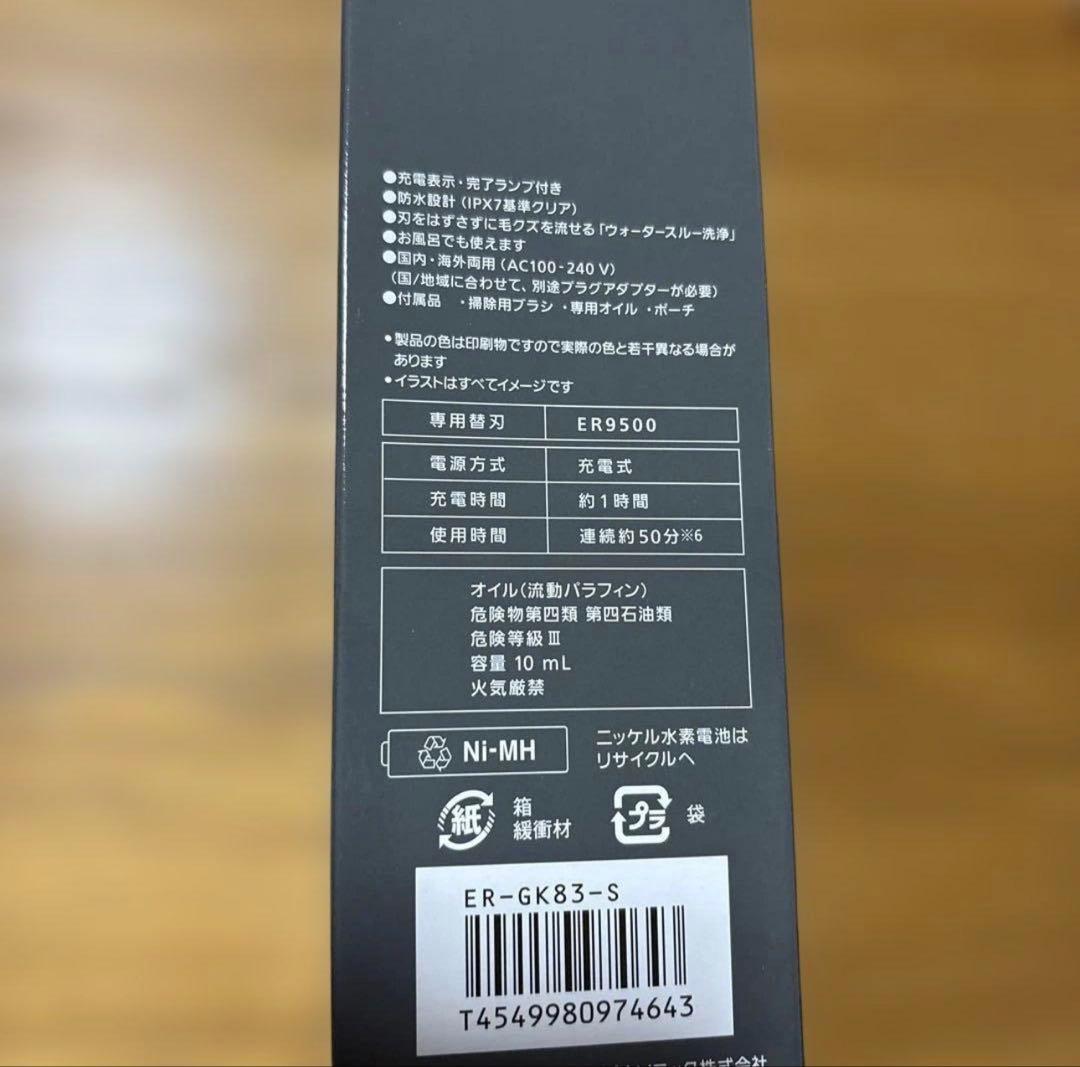 ●充電表示・完了ランプ付き
●防水設計（IPX7基準クリア）
●刃をはずさずに毛クズを流せる「ウォータースルー洗浄」
●お風呂でも使えます
●国内・海外両用（AC100-240 V）
（国/地域に合わせて、別途プラグアダプターが必要）
●付属品 ・掃除用ブラシ ・専用オイル ・ポーチ
•製品の色は印刷物ですので実際の色と若干異なる場合が
あります
•イラストはすべてイメージです
専用替刃 ER9500
電源方式 充電式
充電時間 約1時間
使用時間 連続約50分※6
オイル（流動パラフィン）
危険物第四類 第四石油類
危険等級Ⅲ
容量 10 mL
火気厳禁
Ni-MH
ニッケル水素電池は
リサイクルへ
紙
箱
緩衝材
プラ
袋
ER-GK83-S
T4549980974643
株式会社